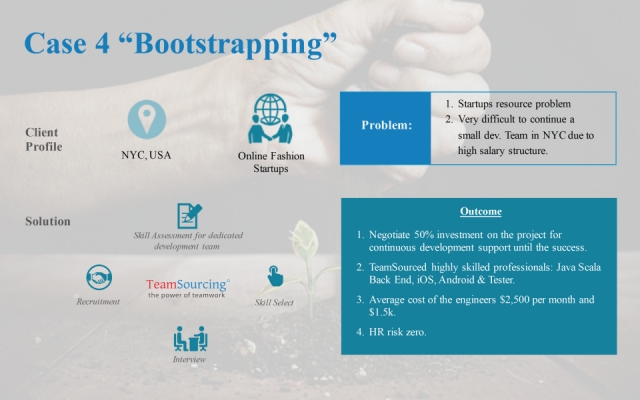 Case 4 “Bootstrapping”
Client
Profile
NYC, USA
Online Fashion
Startups
Problem:
1. Startups resource problem
2. Very difficult to continue a
small dev. Team in NYC due to
high salary structure.
Solution
Skill Assessment for dedicated
development team
Recruitment
TeamSourcing
the power of teamwork
Skill Select
Interview
Outcome
1. Negotiate 50% investment on the project for
continuous development support until the success.
2. TeamSourced highly skilled professionals: Java Scala
Back End, iOS, Android & Tester.
3. Average cost of the engineers $2,500 per month and
$1.5k.
4. HR risk zero.